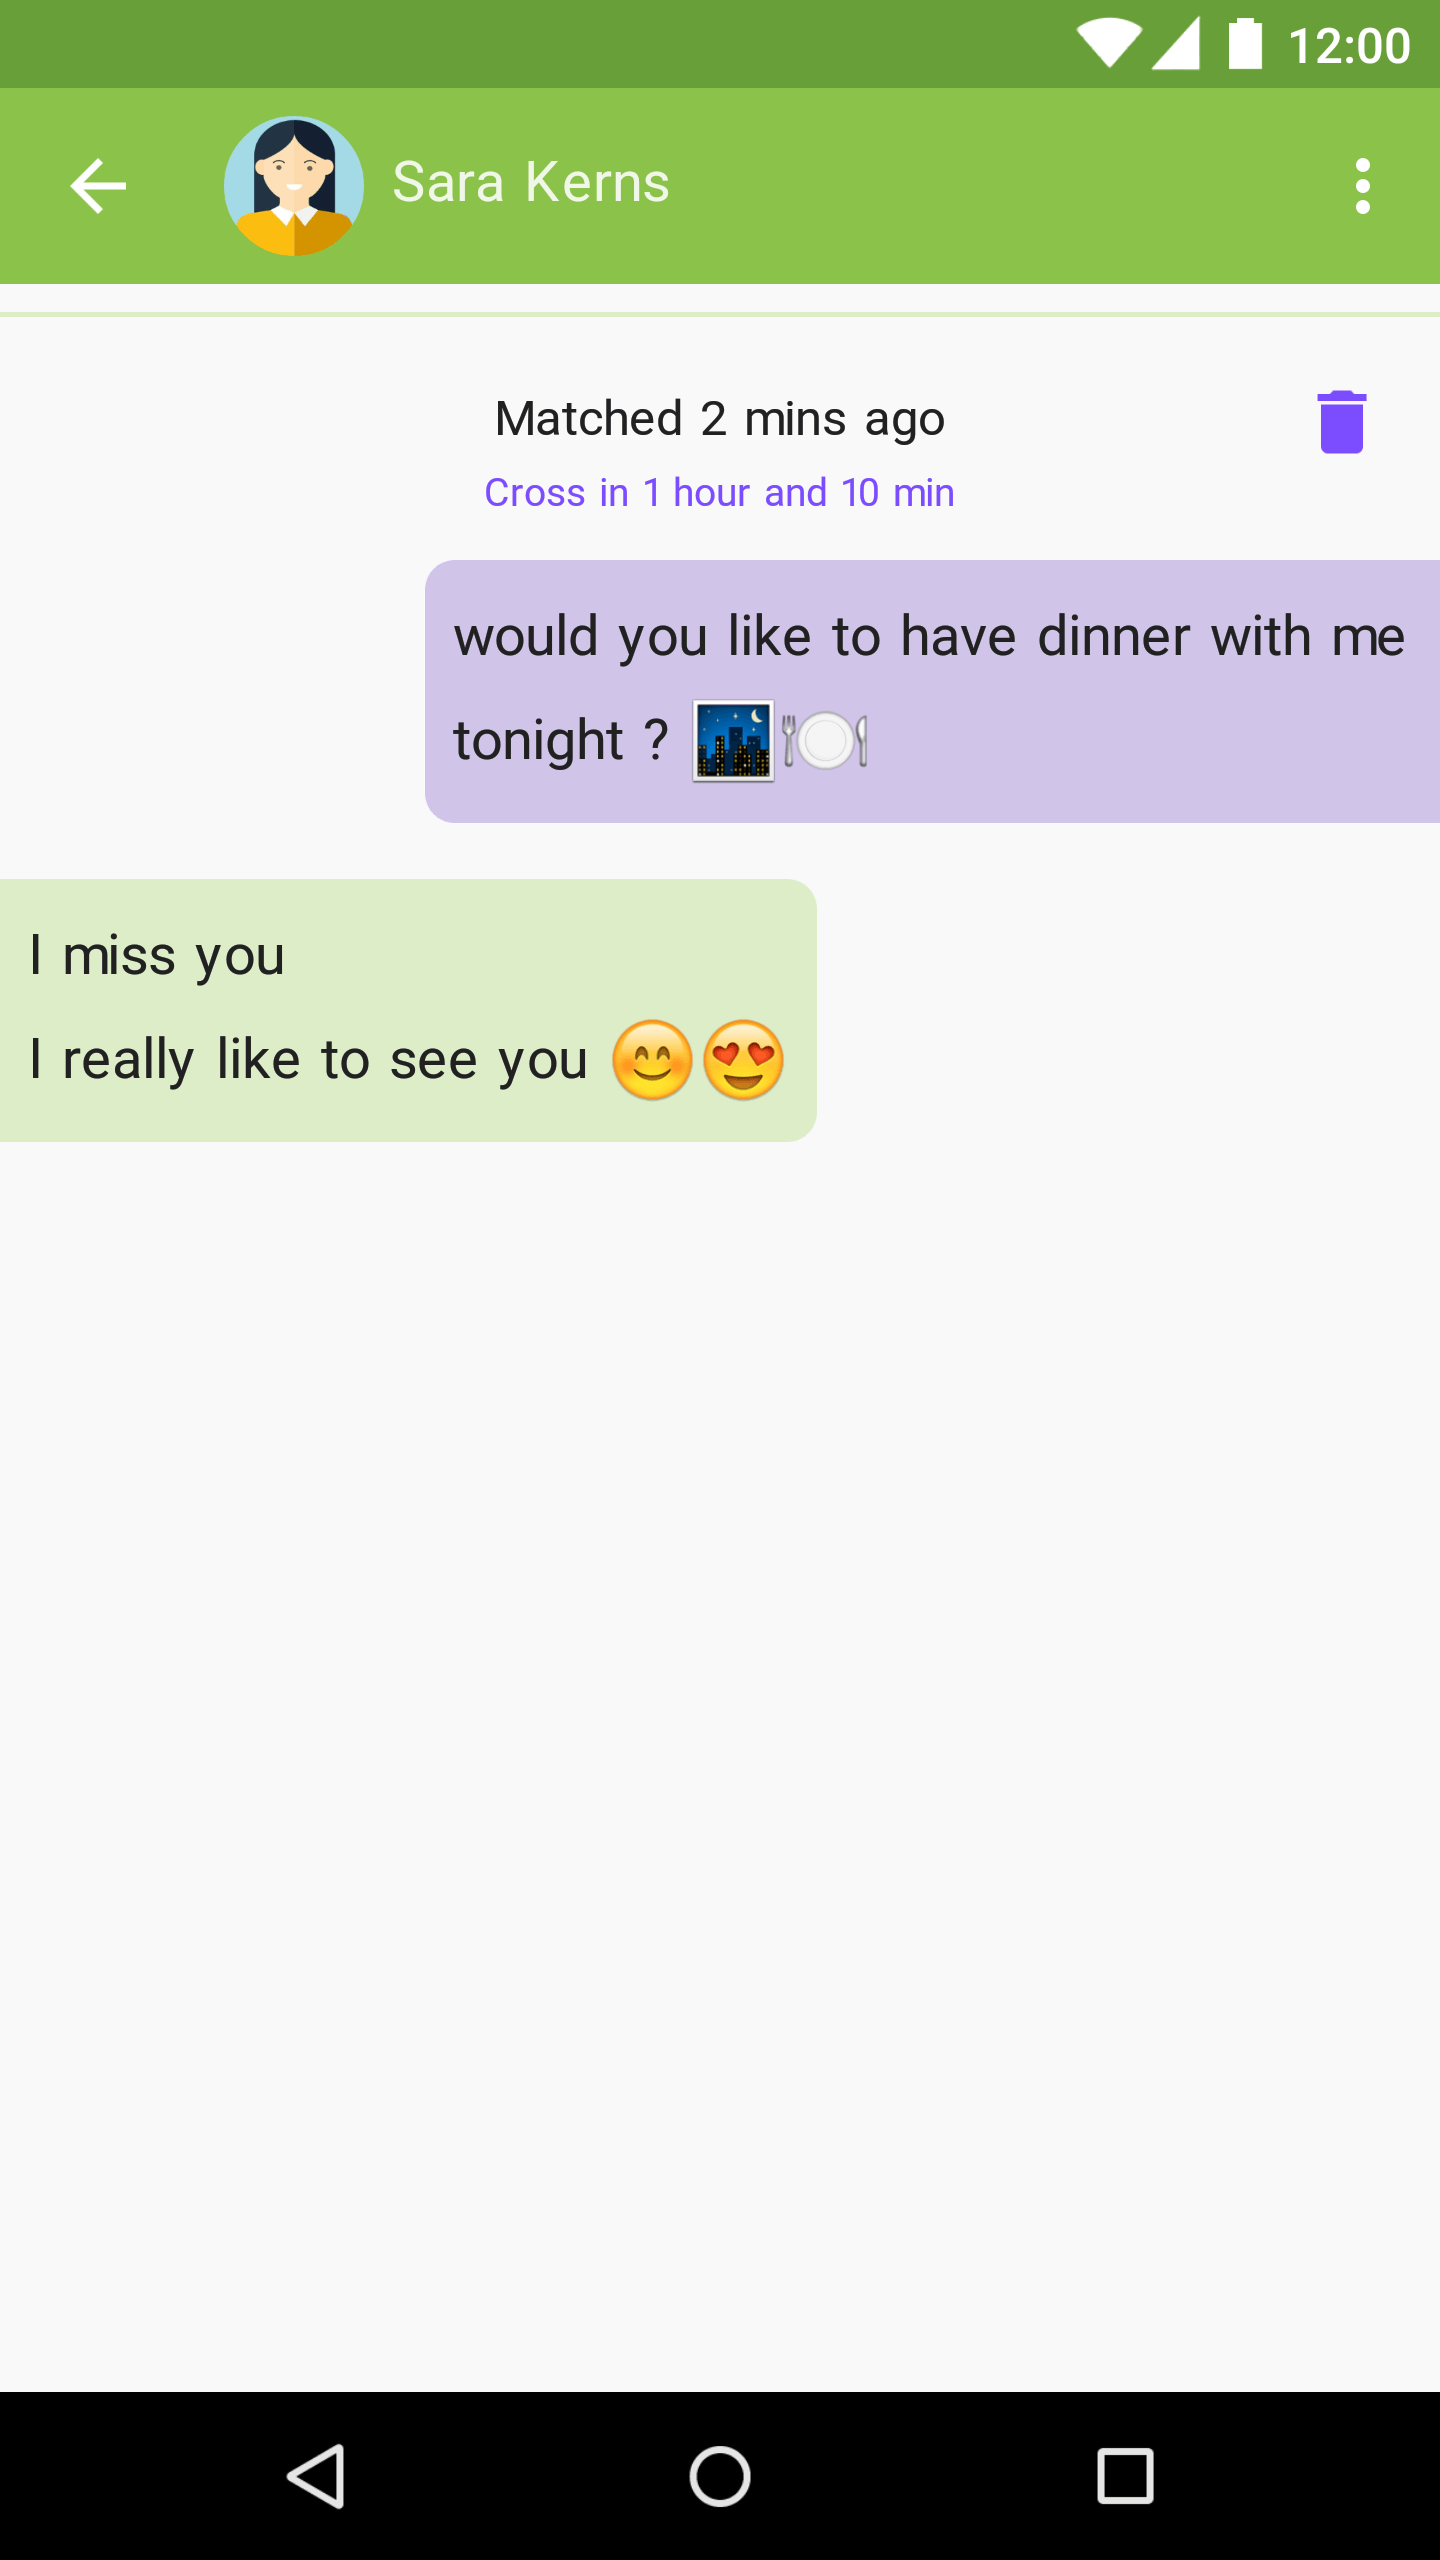 12:00
Sara Kerns
Matched 2 mins ago
Cross in 1 hour and 10 min
would you like to have dinner with me
tonight ? 🌃🍽
I miss you
I really like to see you 😊😍